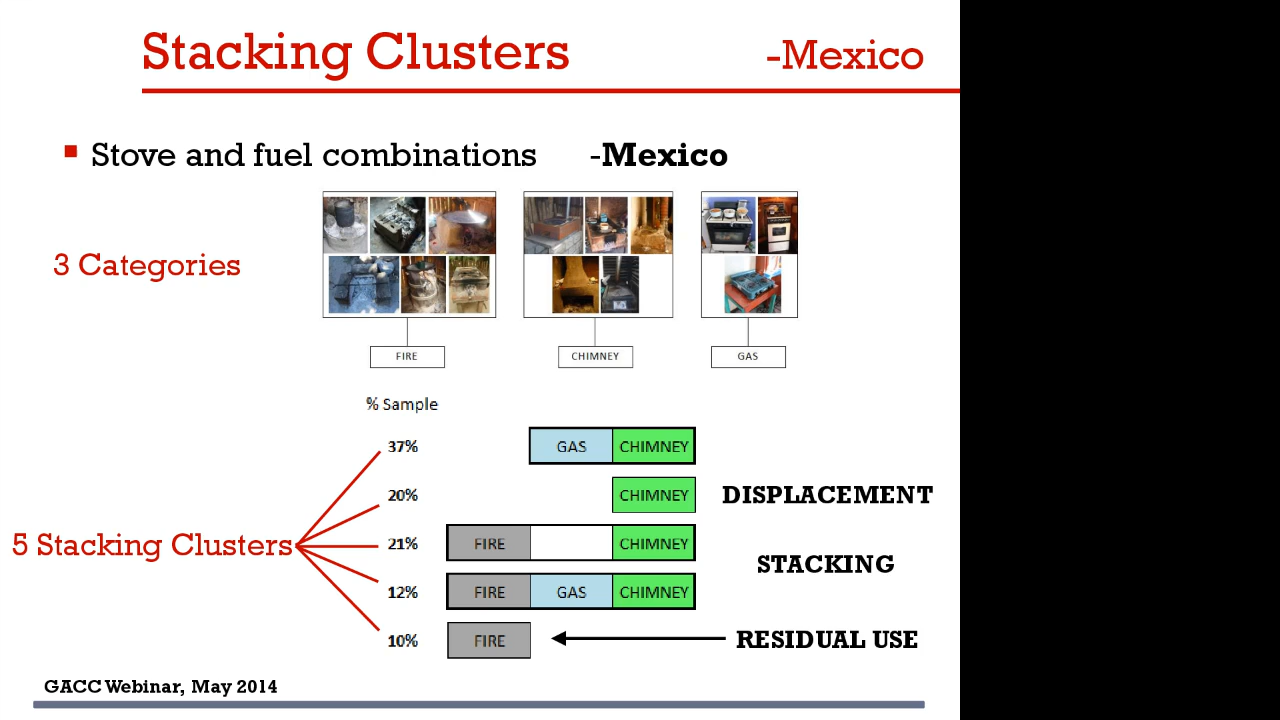 Stacking Clusters -Mexico
Stove and fuel combinations -Mexico
3 Categories
FIRE CHIMNEY GAS
% Sample
37% GAS CHIMNEY
20% CHIMNEY DISPLACEMENT
5 Stacking Clusters 21% FIRE CHIMNEY
STACKING
12% FIRE GAS CHIMNEY
10% FIRE RESIDUAL USE
GACC Webinar, May 2014